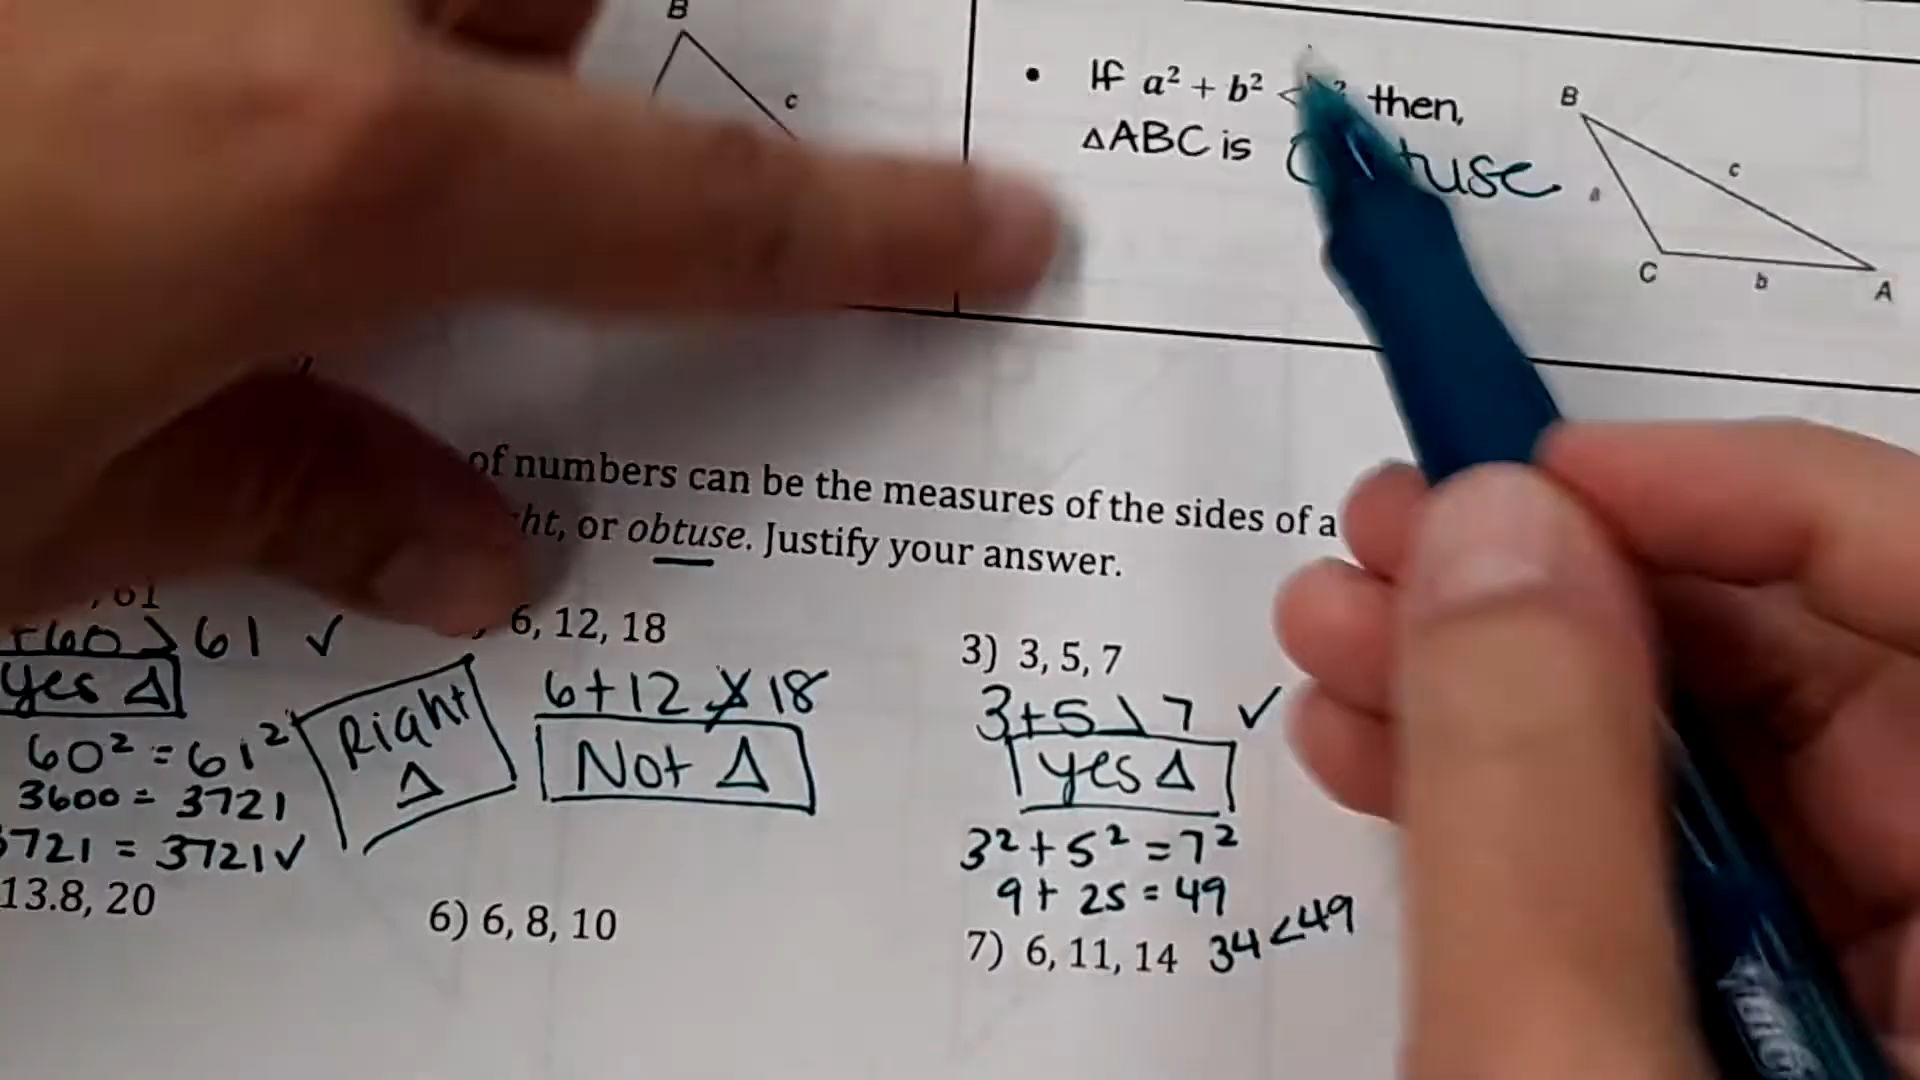 B
c
• If a² + b² < ² then,
△ABC is
B
c
a
C
b
A
of numbers can be the measures of the sides of a
or obtuse. Justify your answer.
, 61
+60 > 61 ✓
Yes △
60² = 61²
3600 = 3721
3721 = 3721 ✓
Right
△
6, 12, 18
6+12 ≯ 18
Not △
3) 3, 5, 7
3+5 > 7 ✓
yes △
3² + 5² = 7²
9 + 25 = 49
34 < 49
13.8, 20
6) 6, 8, 10
7) 6, 11, 14